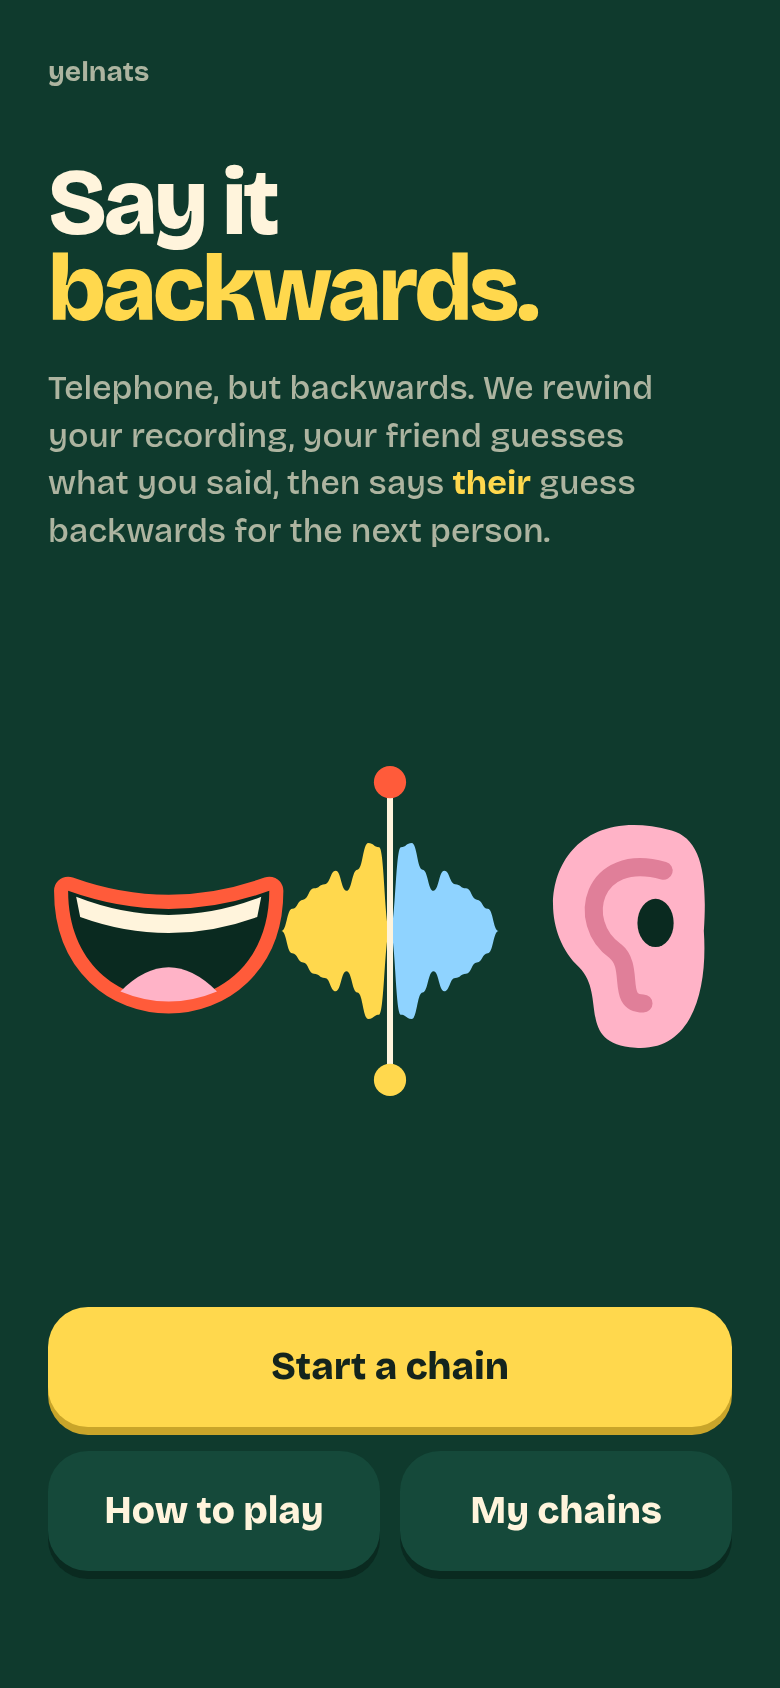 yelnats
Say it
backwards.
Telephone, but backwards. We rewind
your recording, your friend guesses
what you said, then says their guess
backwards for the next person.
Start a chain
How to play
My chains